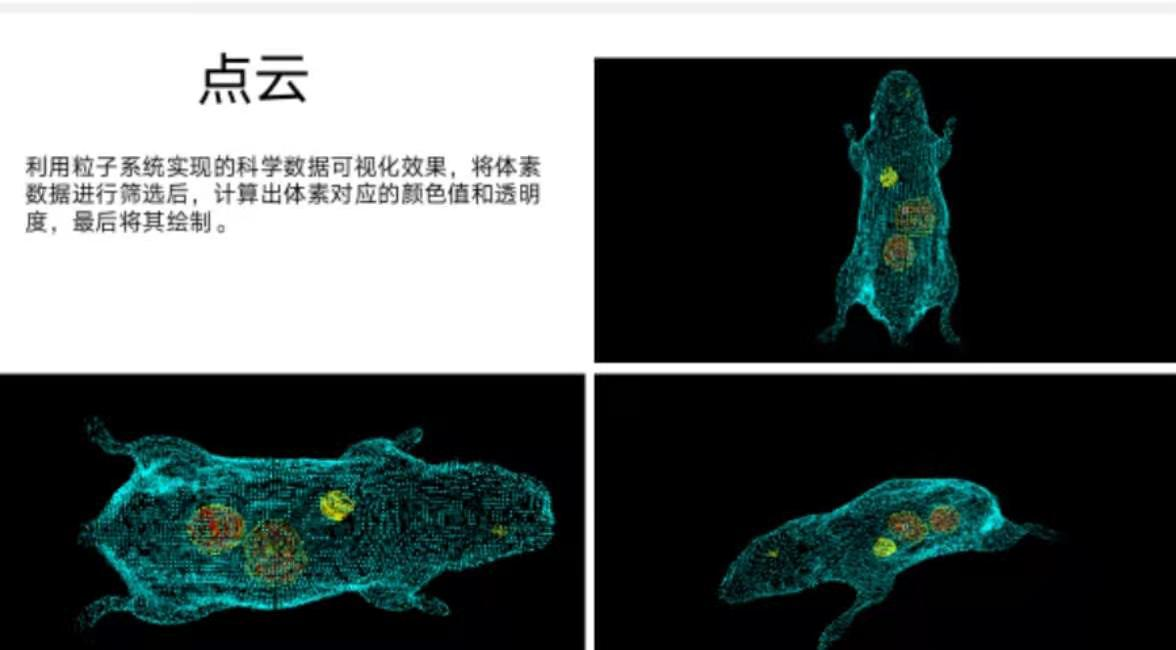 点云
利用粒子系统实现的科学数据可视化效果，将体素
数据进行筛选后，计算出体素对应的颜色值和透明
度，最后将其绘制。